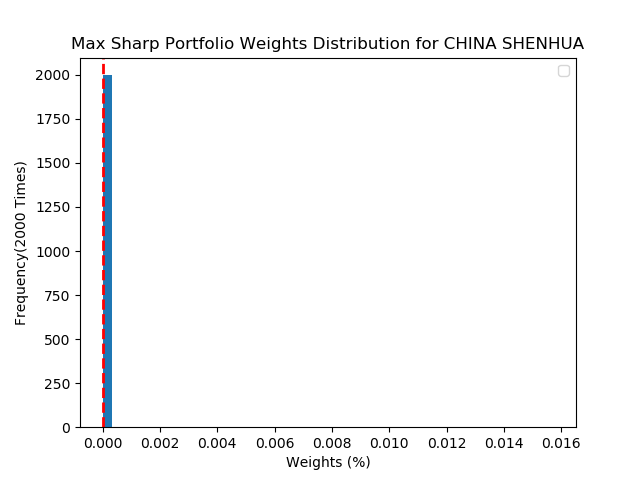 Max Sharp Portfolio Weights Distribution for CHINA SHENHUA
2000
1750
1500
1250
1000
750
500
250
0
Frequency(2000 Times)
0.000 0.002 0.004 0.006 0.008 0.010 0.012 0.014 0.016
Weights (%)